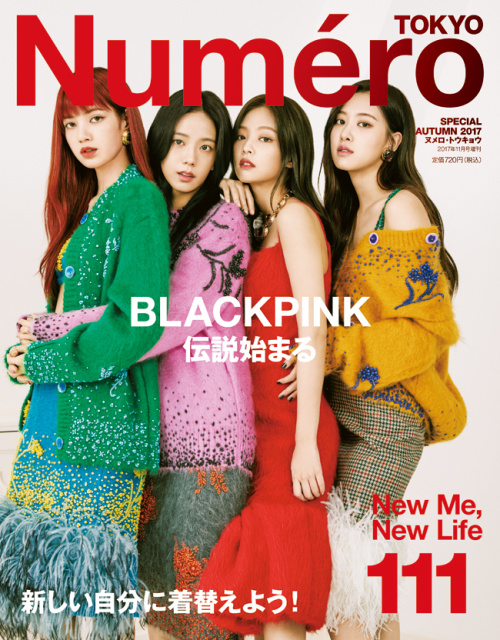 Numéro
TOKYO
SPECIAL
AUTUMN 2017
ヌメロ・トウキョウ
2017年11月号増刊
定価720円(税込)
BLACKPINK
伝説始まる
New Me,
New Life
111
新しい自分に着替えよう!